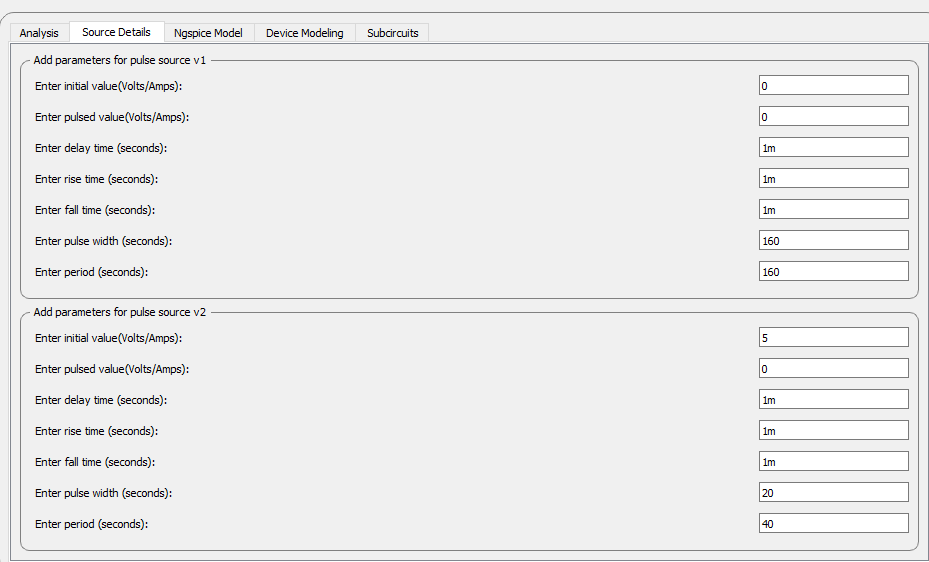 Analysis Source Details Ngspice Model Device Modeling Subcircuits
Add parameters for pulse source v1
Enter initial value(Volts/Amps): 0
Enter pulsed value(Volts/Amps): 0
Enter delay time (seconds): 1m
Enter rise time (seconds): 1m
Enter fall time (seconds): 1m
Enter pulse width (seconds): 160
Enter period (seconds): 160
Add parameters for pulse source v2
Enter initial value(Volts/Amps): 5
Enter pulsed value(Volts/Amps): 0
Enter delay time (seconds): 1m
Enter rise time (seconds): 1m
Enter fall time (seconds): 1m
Enter pulse width (seconds): 20
Enter period (seconds): 40